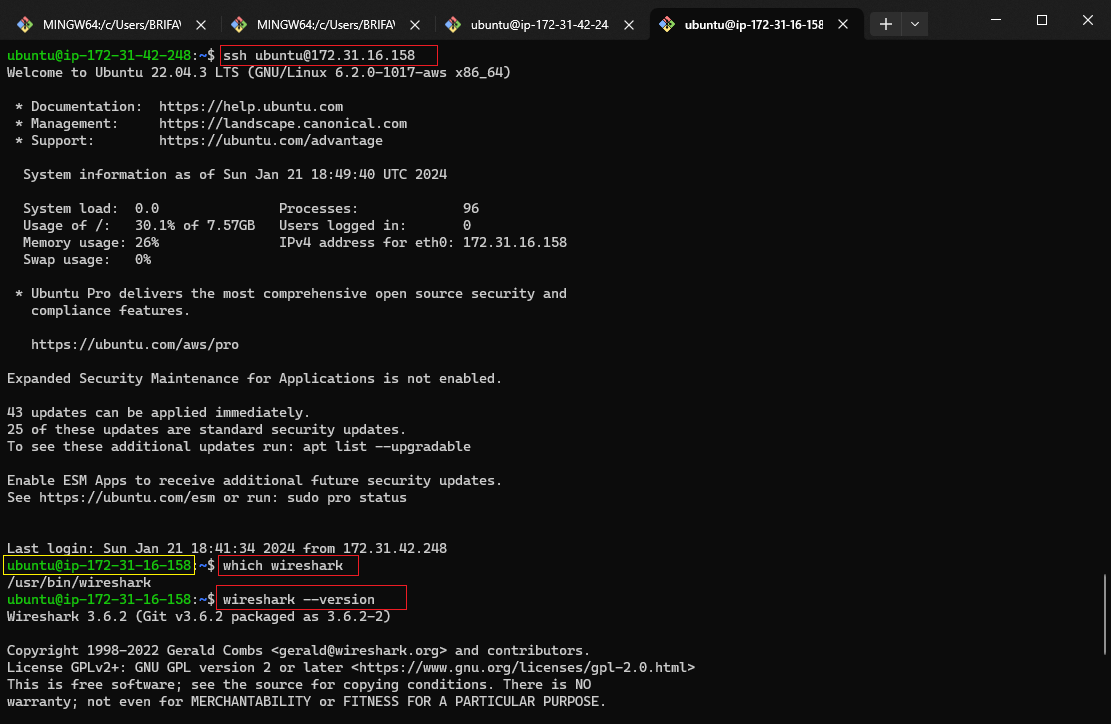 MINGW64:/c/Users/BRIFAV
MINGW64:/c/Users/BRIFAV
ubuntu@ip-172-31-42-24
ubuntu@ip-172-31-16-158
ubuntu@ip-172-31-42-248:~$ ssh ubuntu@172.31.16.158
Welcome to Ubuntu 22.04.3 LTS (GNU/Linux 6.2.0-1017-aws x86_64)
* Documentation:  https://help.ubuntu.com
* Management:     https://landscape.canonical.com
* Support:        https://ubuntu.com/advantage
System information as of Sun Jan 21 18:49:40 UTC 2024
System load:  0.0               Processes:             96
Usage of /:   30.1% of 7.57GB   Users logged in:       0
Memory usage: 26%               IPv4 address for eth0: 172.31.16.158
Swap usage:   0%
* Ubuntu Pro delivers the most comprehensive open source security and
compliance features.
https://ubuntu.com/aws/pro
Expanded Security Maintenance for Applications is not enabled.
43 updates can be applied immediately.
25 of these updates are standard security updates.
To see these additional updates run: apt list --upgradable
Enable ESM Apps to receive additional future security updates.
See https://ubuntu.com/esm or run: sudo pro status
Last login: Sun Jan 21 18:41:34 2024 from 172.31.42.248
ubuntu@ip-172-31-16-158:~$ which wireshark
/usr/bin/wireshark
ubuntu@ip-172-31-16-158:~$ wireshark --version
Wireshark 3.6.2 (Git v3.6.2 packaged as 3.6.2-2)
Copyright 1998-2022 Gerald Combs <gerald@wireshark.org> and contributors.
License GPLv2+: GNU GPL version 2 or later <https://www.gnu.org/licenses/gpl-2.0.html>
This is free software; see the source for copying conditions. There is NO
warranty; not even for MERCHANTABILITY or FITNESS FOR A PARTICULAR PURPOSE.